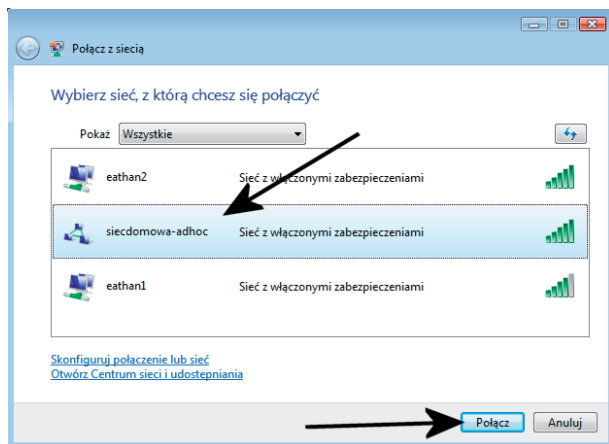 Połącz z siecią
Wybierz sieć, z którą chcesz się połączyć
Pokaż Wszystkie
eathan2 Sieć z włączonymi zabezpieczeniami
siecdomowa-adhoc Sieć z włączonymi zabezpieczeniami
eathan1 Sieć z włączonymi zabezpieczeniami
Skonfiguruj połączenie lub sieć
Otwórz Centrum sieci i udostępniania
Połącz Anuluj